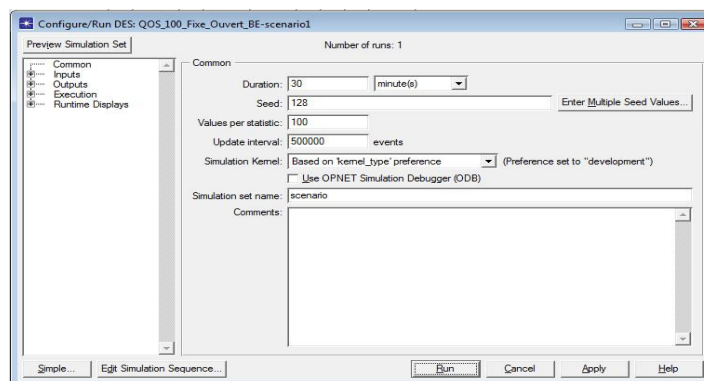 Configure/Run DES: QOS_100_Fixe_Ouvert_BE-scenario1
Preview Simulation Set
Number of runs: 1
Common
Inputs
Outputs
Execution
Runtime Displays
Common
Duration: 30 minute(s)
Seed: 128 Enter Multiple Seed Values...
Values per statistic: 100
Update interval: 500000 events
Simulation Kernel: Based on 'kernel_type' preference (Preference set to "development")
Use OPNET Simulation Debugger (ODB)
Simulation set name: scenario
Comments:
Simple... Edit Simulation Sequence... Run Cancel Apply Help